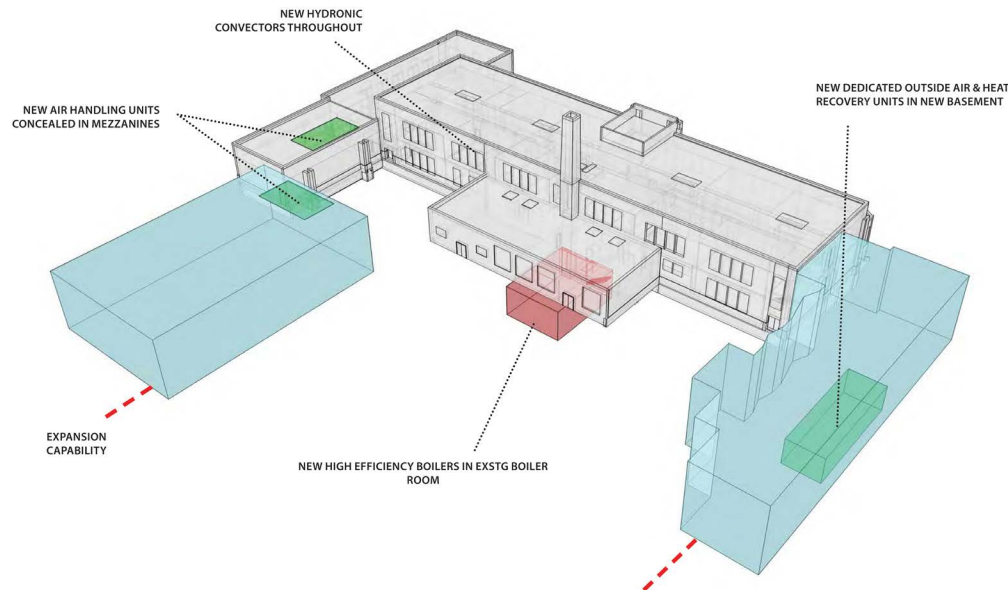 NEW HYDRONIC
CONVECTORS THROUGHOUT
NEW DEDICATED OUTSIDE AIR & HEAT
RECOVERY UNITS IN NEW BASEMENT
NEW AIR HANDLING UNITS
CONCEALED IN MEZZANINES
EXPANSION
CAPABILITY
NEW HIGH EFFICIENCY BOILERS IN EXSTG BOILER
ROOM